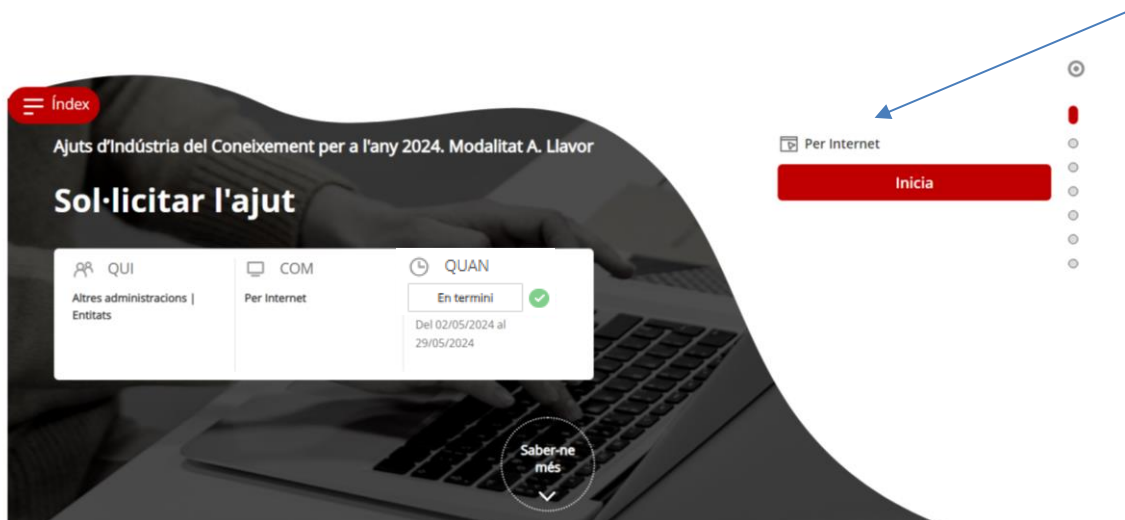 Índex
Ajuts d'Indústria del Coneixement per a l'any 2024. Modalitat A. Llavor
Sol·licitar l'ajut
QUI
Altres administracions |
Entitats
COM
Per Internet
QUAN
En termini
Del 02/05/2024 al
29/05/2024
Saber-ne
més
Per Internet
Inicia